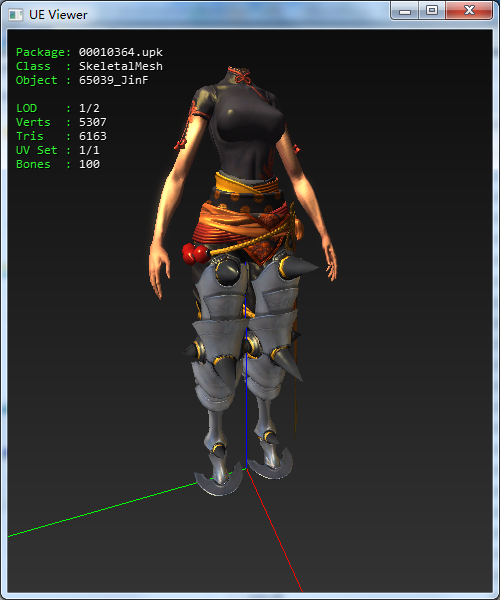 UE Viewer
Package: 00010364.upk
Class : SkeletalMesh
Object : 65039_JinF
LOD : 1/2
Verts : 5307
Tris : 6163
UV Set : 1/1
Bones : 100